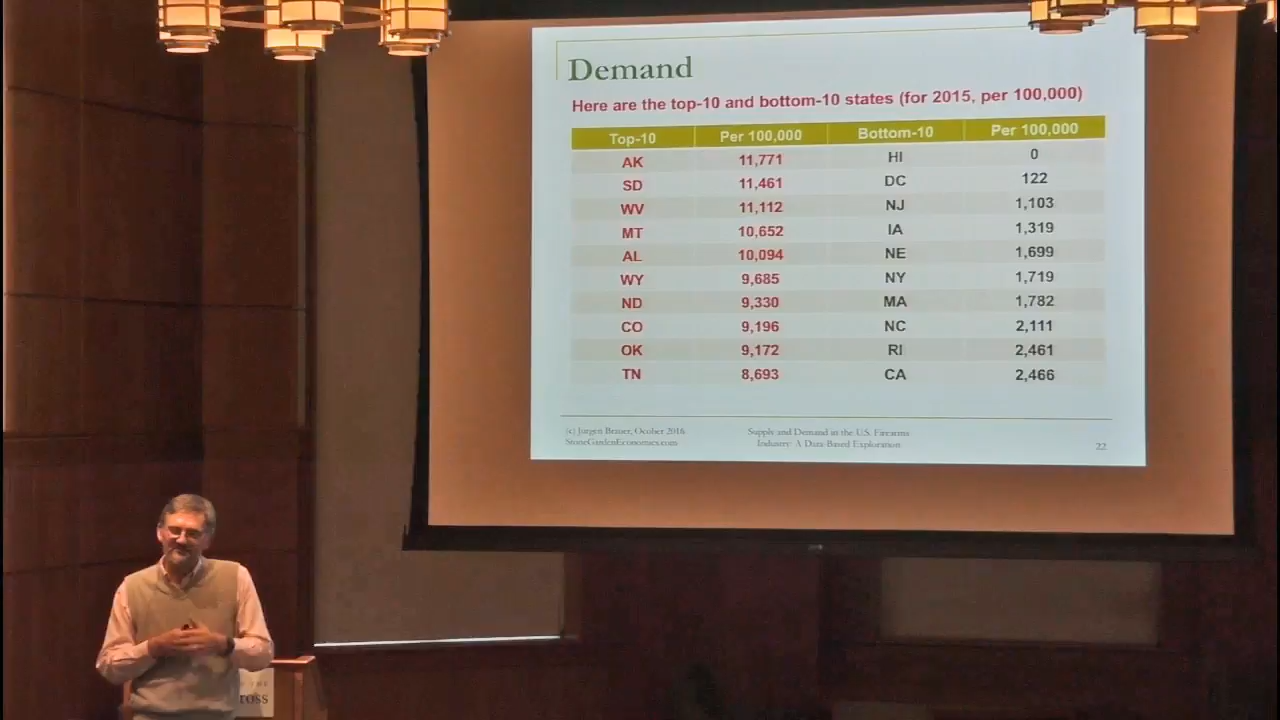 Demand
Here are the top-10 and bottom-10 states (for 2015, per 100,000)
Top-10 Per 100,000 Bottom-10 Per 100,000
AK 11,771 HI 0
SD 11,461 DC 122
WV 11,112 NJ 1,103
MT 10,652 IA 1,319
AL 10,094 NE 1,699
WY 9,685 NY 1,719
ND 9,330 MA 1,782
CO 9,196 NC 2,111
OK 9,172 RI 2,461
TN 8,693 CA 2,466
(c) Jurgen Brauer, Ocober 2016
StoneGardenEconomics.com
Supply and Demand in the U.S. Firearms
Industry: A Data-Based Exploration
22